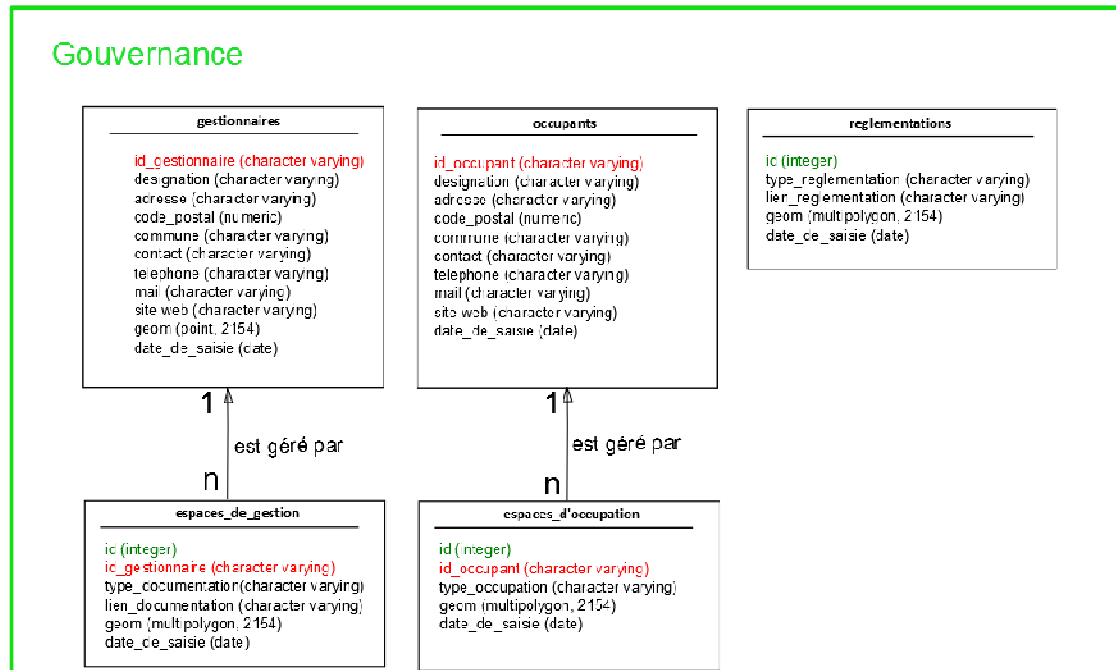 Gouvernance
gestionnaires
id_gestionnaire (character varying)
designation (character varying)
adresse (character varying)
code_postal (numeric)
commune (character varying)
contact (character varying)
telephone (character varying)
mail (character varying)
site web (character varying)
geom (point, 2154)
date_de_saisie (date)
occupants
id_occupant (character varying)
designation (character varying)
adresse (character varying)
code_postal (numeric)
commune (character varying)
contact (character varying)
telephone (character varying)
mail (character varying)
site web (character varying)
date_de_saisie (date)
reglementations
id (integer)
type_reglementation (character varying)
lien_reglementation (character varying)
geom (multipolygon, 2154)
date_de_saisie (date)
1
est géré par
n
1
est géré par
n
espaces_de_gestion
id (integer)
id_gestionnaire (character varying)
type_documentation(character varying)
lien_documentation (character varying)
geom (multipolygon, 2154)
date_de_saisie (date)
espaces_d'occupation
id (integer)
id_occupant (character varying)
type_occupation (character varying)
geom (multipolygon, 2154)
date_de_saisie (date)